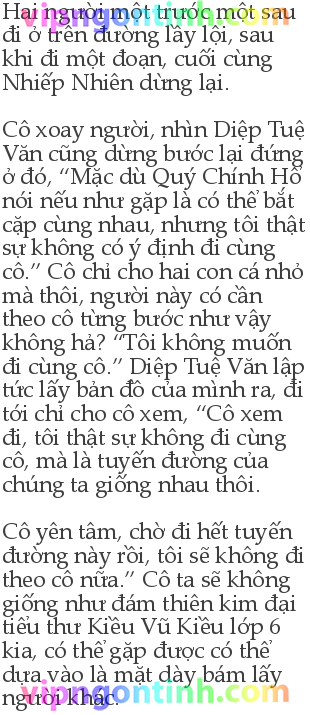 vipngontinh.com
Hai người một trước một sau
đi ở trên đường lầy lội, sau
khi đi một đoạn, cuối cùng
Nhiếp Nhiên dừng lại.
Cô xoay người, nhìn Diệp Tuệ
Văn cũng dừng bước lại đứng
ở đó, “Mặc dù Quý Chính Hổ
nói nếu như gặp là có thể bắt
cặp cùng nhau, nhưng tôi thật
sự không có ý định đi cùng
cô.” Cô chỉ cho hai con cá nhỏ
mà thôi, người này có cần
theo cô từng bước như vậy
không hả? “Tôi không muốn
đi cùng cô.” Diệp Tuệ Văn lập
tức lấy bản đồ của mình ra, đi
tới chỉ cho cô xem, “Cô xem
đi, tôi thật sự không đi cùng
cô, mà là tuyến đường của
chúng ta giống nhau thôi.
Cô yên tâm, chờ đi hết tuyến
đường này rồi, tôi sẽ không đi
theo cô nữa.” Cô ta sẽ không
giống như đám thiên kim đại
tiểu thư Kiều Vũ Kiều lớp 6
kia, có thể gặp được có thể
dựa vào là mặt dày bám lấy
người khác.
vipngontinh.com